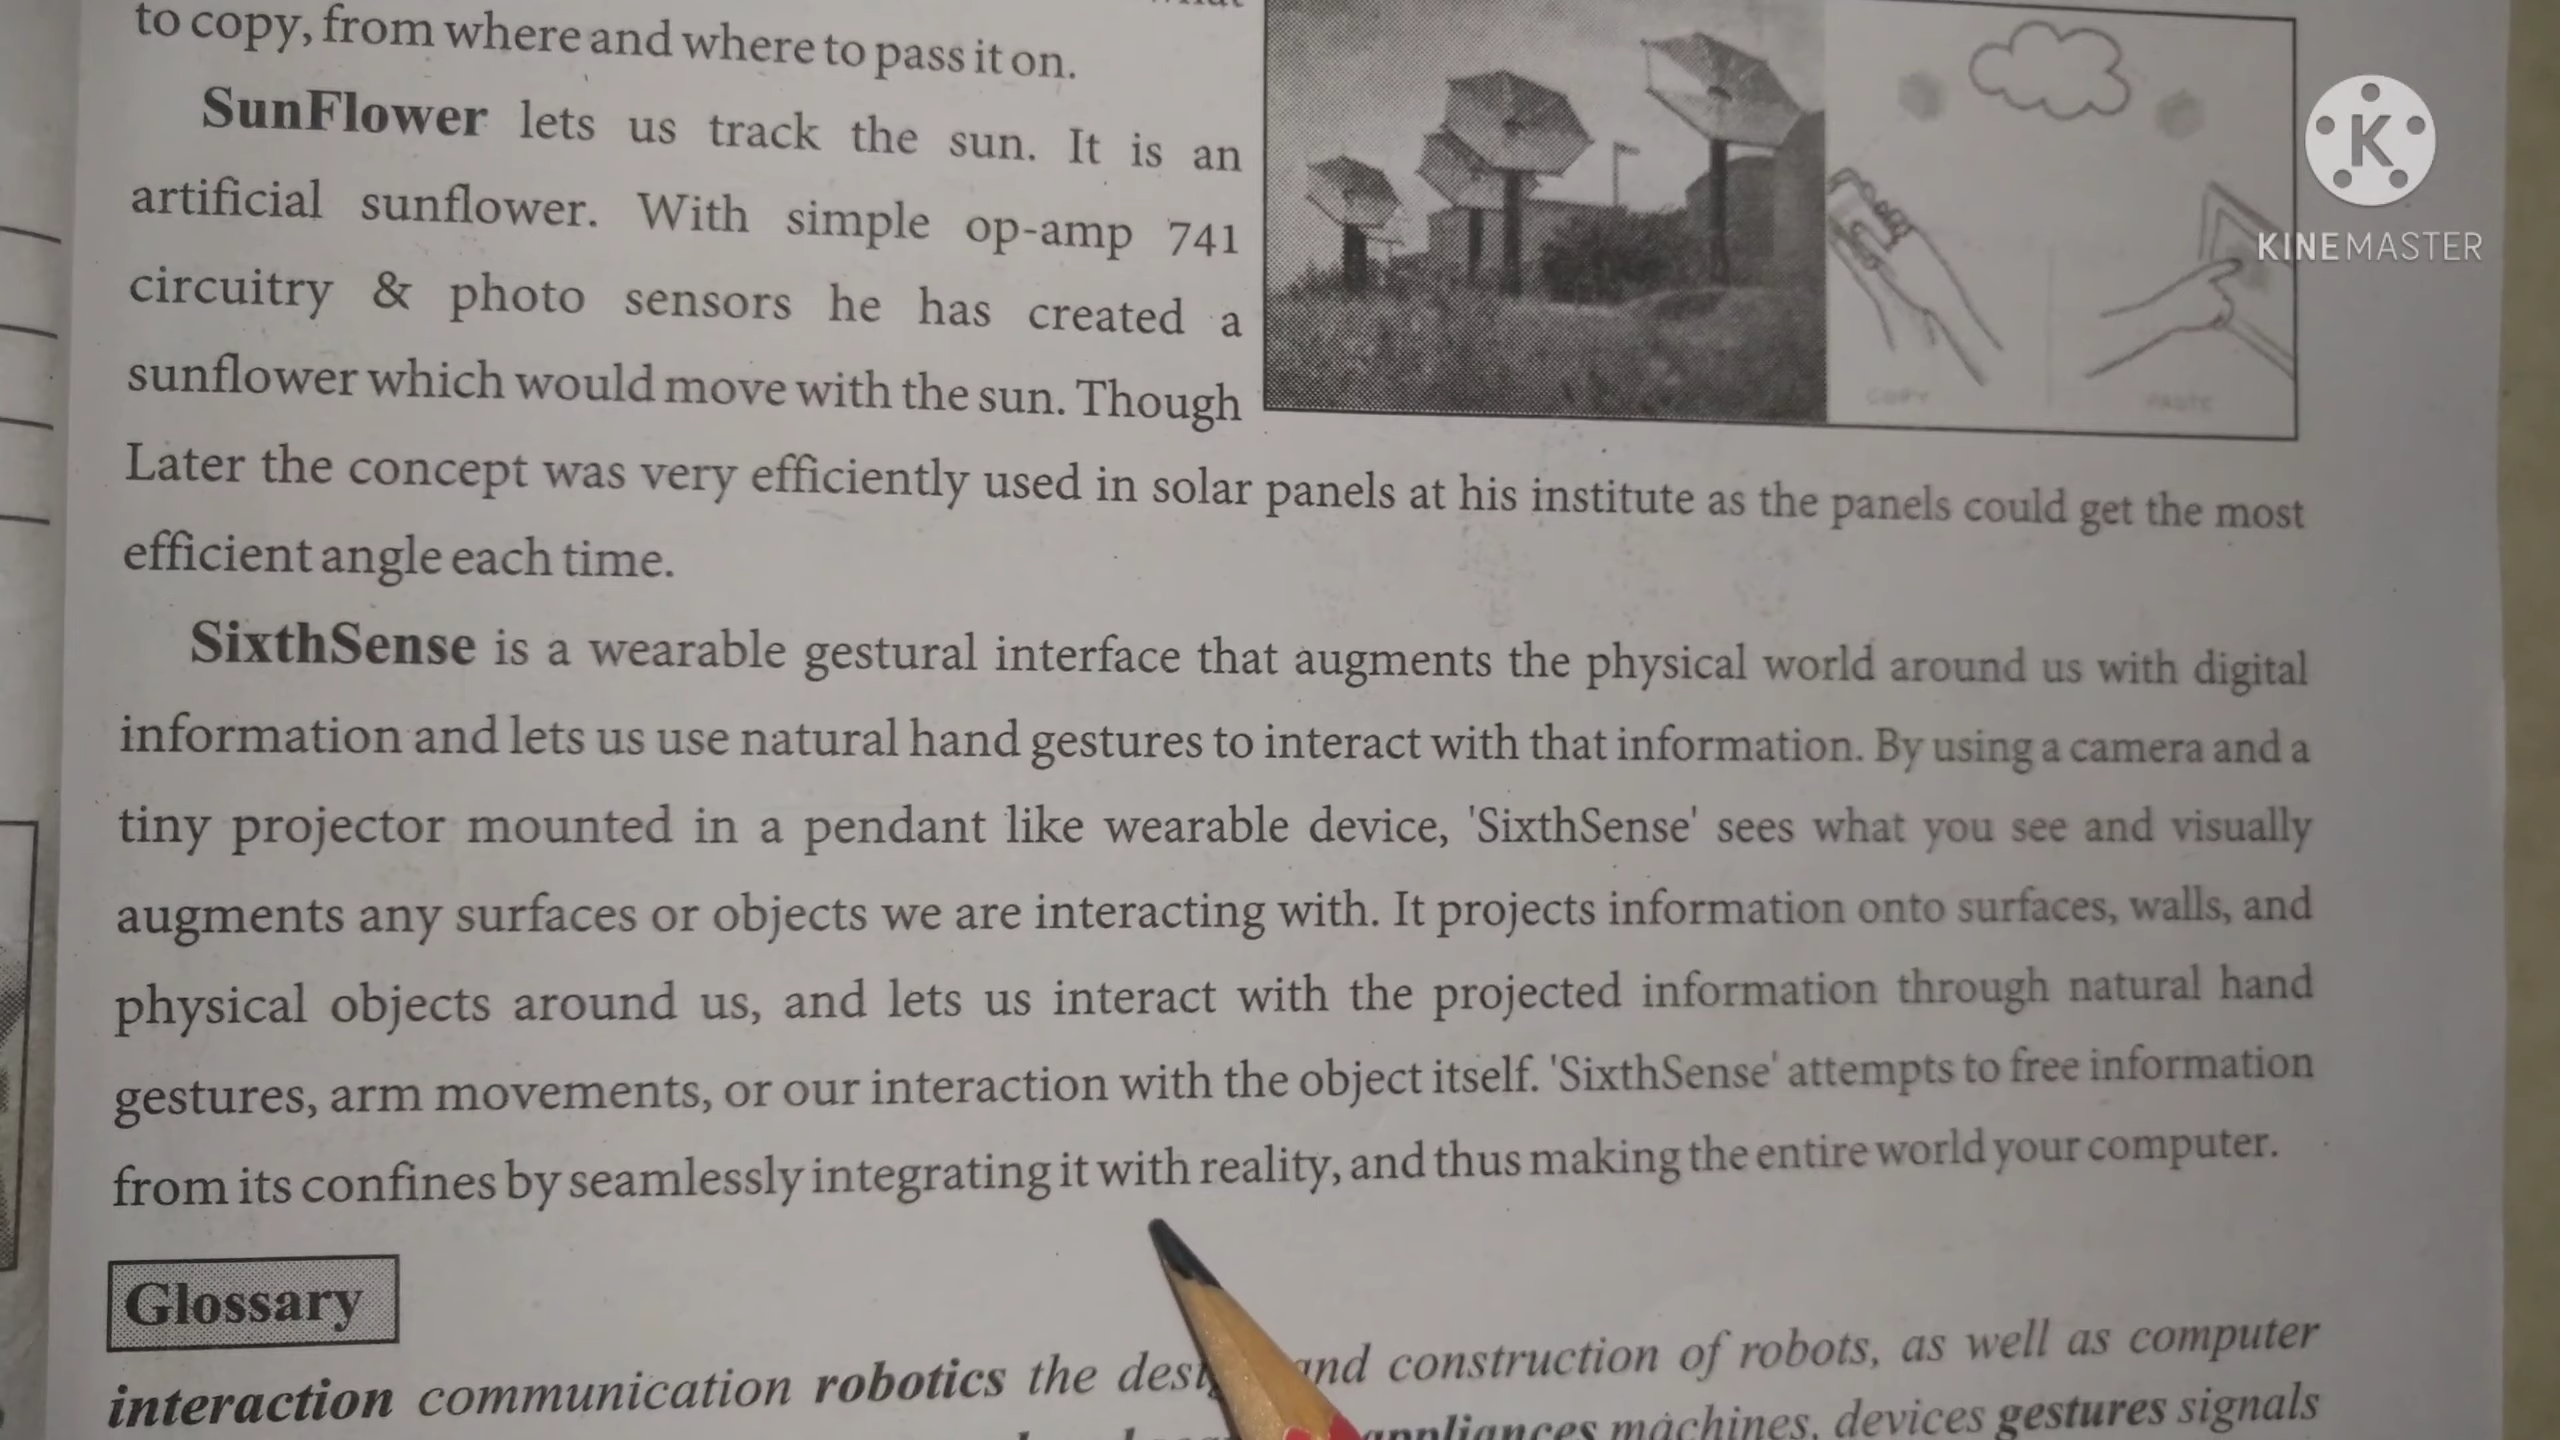 to copy, from where and where to pass it on.
SunFlower lets us track the sun. It is an
artificial sunflower. With simple op-amp 741
circuitry & photo sensors he has created a
sunflower which would move with the sun. Though
Later the concept was very efficiently used in solar panels at his institute as the panels could get the most
efficient angle each time.
COPY
PASTE
K
KINEMASTER
SixthSense is a wearable gestural interface that augments the physical world around us with digital
information and lets us use natural hand gestures to interact with that information. By using a camera and a
tiny projector mounted in a pendant like wearable device, 'SixthSense' sees what you see and visually
augments any surfaces or objects we are interacting with. It projects information onto surfaces, walls, and
physical objects around us, and lets us interact with the projected information through natural hand
gestures, arm movements, or our interaction with the object itself. 'SixthSense' attempts to free information
from its confines by seamlessly integrating it with reality, and thus making the entire world your computer.
Glossary
interaction communication robotics the and construction of robots, as well as computer
appliances machines, devices gestures signals